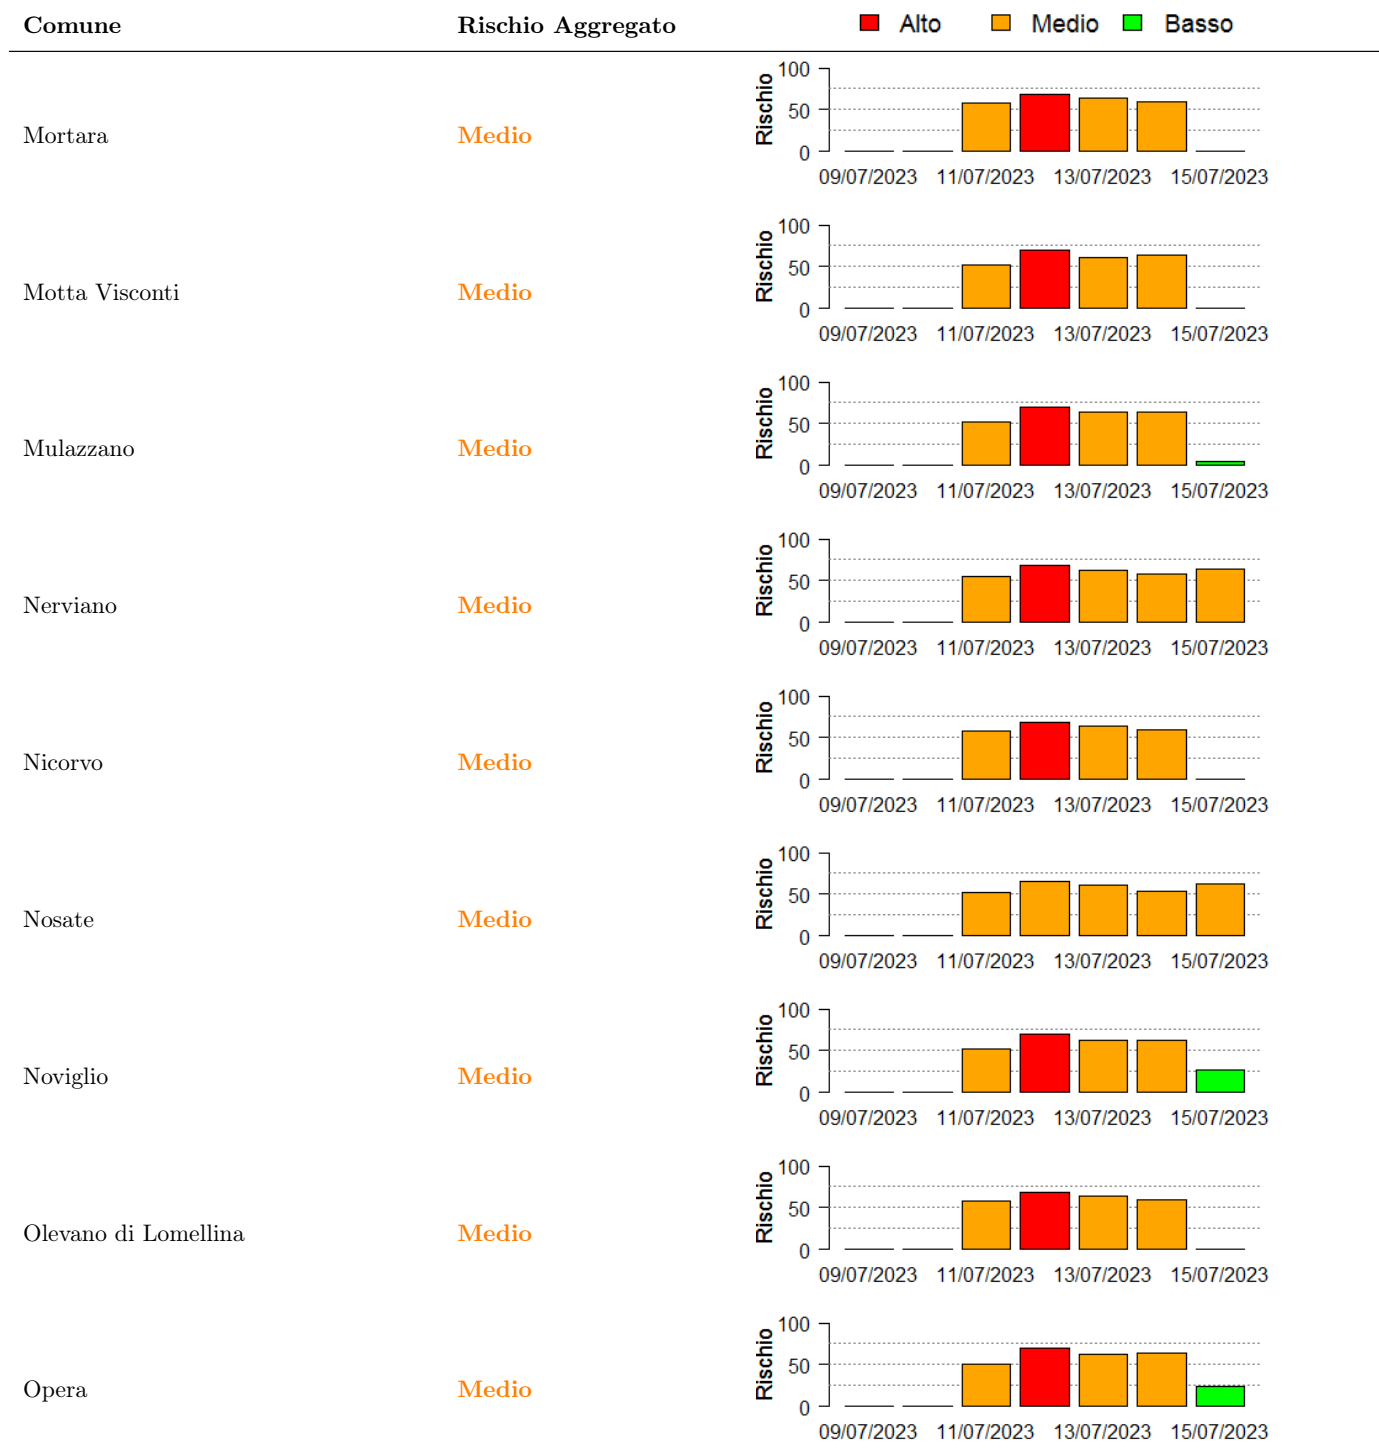 Comune Rischio Aggregato Alto Medio Basso
Mortara Medio
Rischio
100
50
0
09/07/2023 11/07/2023 13/07/2023 15/07/2023
Motta Visconti Medio
Rischio
100
50
0
09/07/2023 11/07/2023 13/07/2023 15/07/2023
Mulazzano Medio
Rischio
100
50
0
09/07/2023 11/07/2023 13/07/2023 15/07/2023
Nerviano Medio
Rischio
100
50
0
09/07/2023 11/07/2023 13/07/2023 15/07/2023
Nicorvo Medio
Rischio
100
50
0
09/07/2023 11/07/2023 13/07/2023 15/07/2023
Nosate Medio
Rischio
100
50
0
09/07/2023 11/07/2023 13/07/2023 15/07/2023
Noviglio Medio
Rischio
100
50
0
09/07/2023 11/07/2023 13/07/2023 15/07/2023
Olevano di Lomellina Medio
Rischio
100
50
0
09/07/2023 11/07/2023 13/07/2023 15/07/2023
Opera Medio
Rischio
100
50
0
09/07/2023 11/07/2023 13/07/2023 15/07/2023